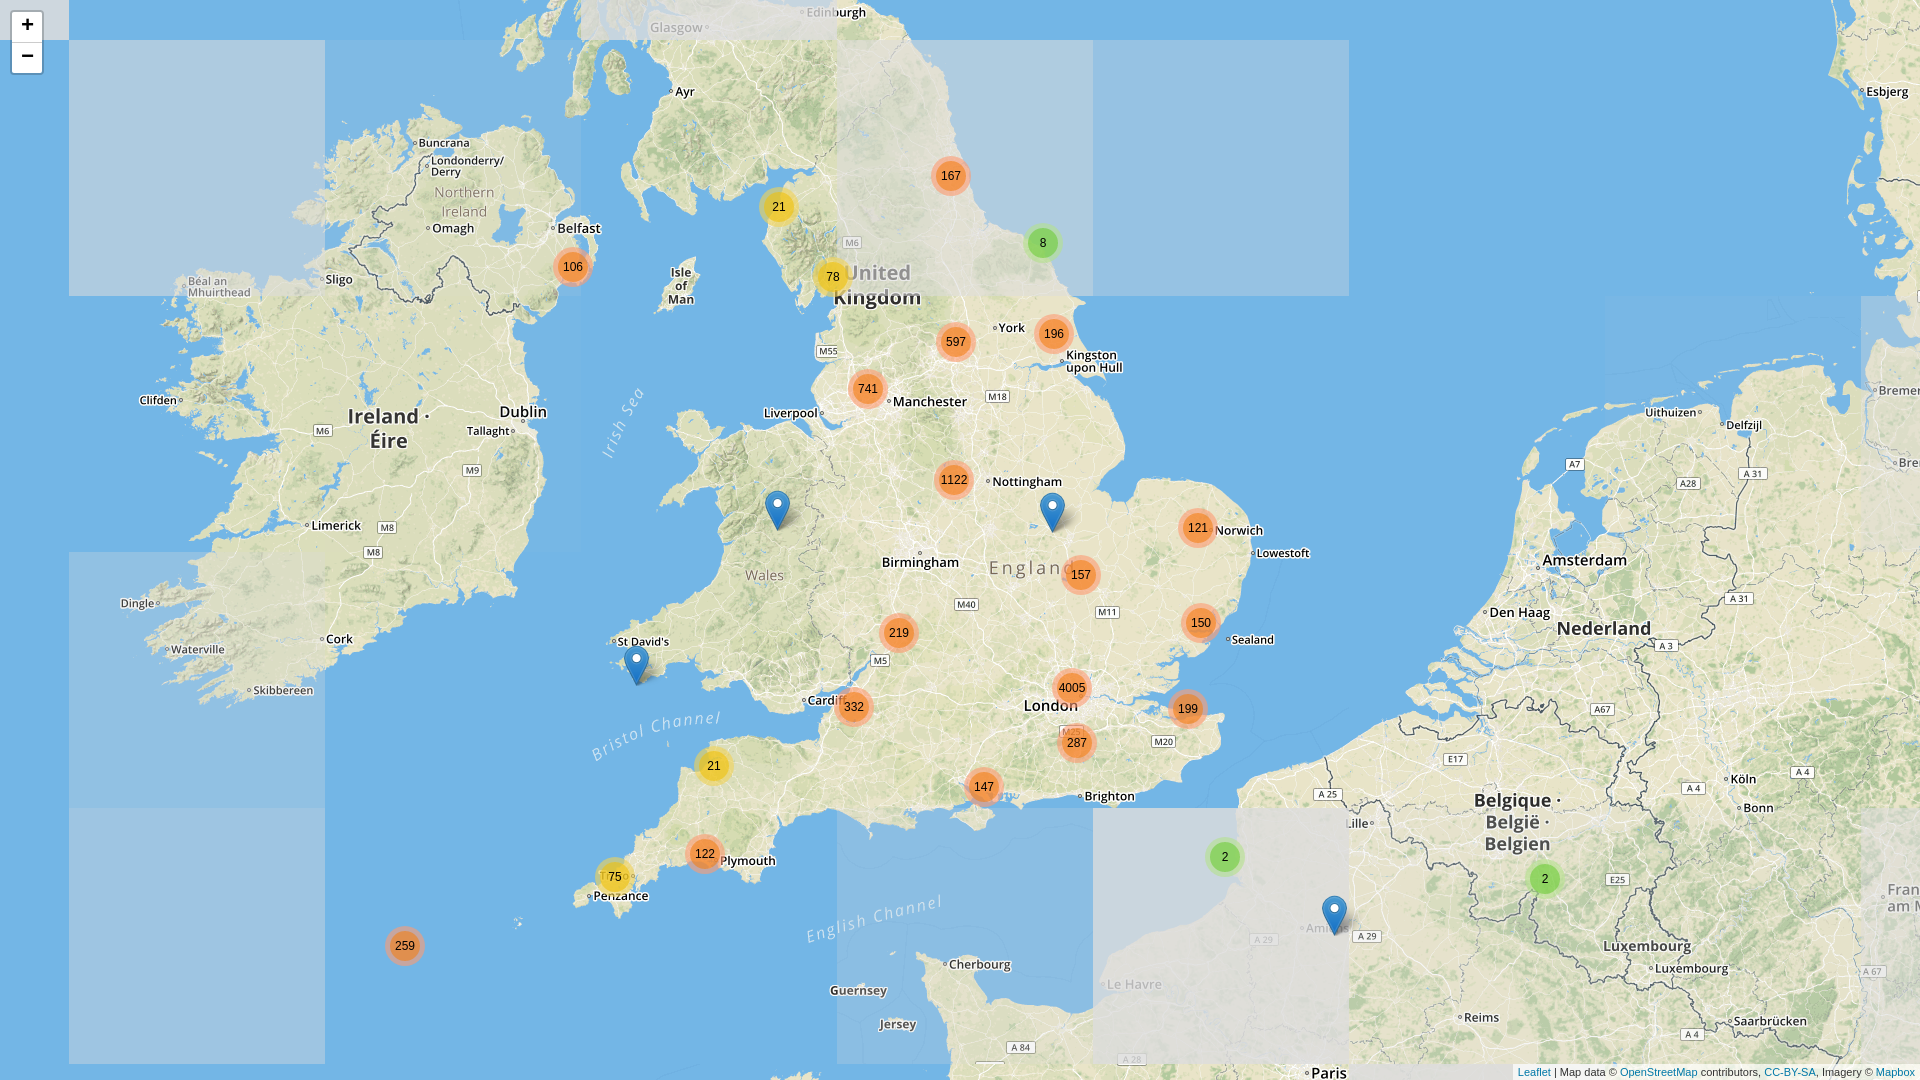 +
−
Glasgow
Edinburgh
Ayr
Esbjerg
Buncrana
Londonderry/
Derry
167
Northern
Ireland
21
Omagh
Belfast
M6
8
106
Isle
of
Man
78
United
Kingdom
Sligo
Béal an
Mhuirthead
York
196
597
M55
Kingston
upon Hull
741
Manchester
M18
Clifden
Ireland ·
Éire
Dublin
Liverpool
Tallaght
M6
Irish Sea
M9
Uithuizen
Delfzijl
A7
A 31
A28
1122
Nottingham
Limerick
M8
M8
121
Norwich
Lowestoft
Birmingham
England
157
Wales
Amsterdam
M40
M11
Den Haag
A 31
Nederland
Dingle
150
219
Cork
St David's
Sealand
A 3
Waterville
M5
Skibbereen
4005
Cardiff
332
London
199
A67
Bristol Channel
M25
287
M20
E17
21
147
Brighton
A 25
Köln
A 4
A 4
Bonn
Belgique ·
België ·
Belgien
Lille
122
Plymouth
2
75
Penzance
2
E25
English Channel
259
A 29
Amiens
A 29
Luxembourg
Luxembourg
A 67
Cherbourg
Le Havre
Guernsey
Jersey
Reims
Saarbrücken
A 4
A 84
A 28
Paris
Leaflet | Map data © OpenStreetMap contributors, CC-BY-SA, Imagery © Mapbox